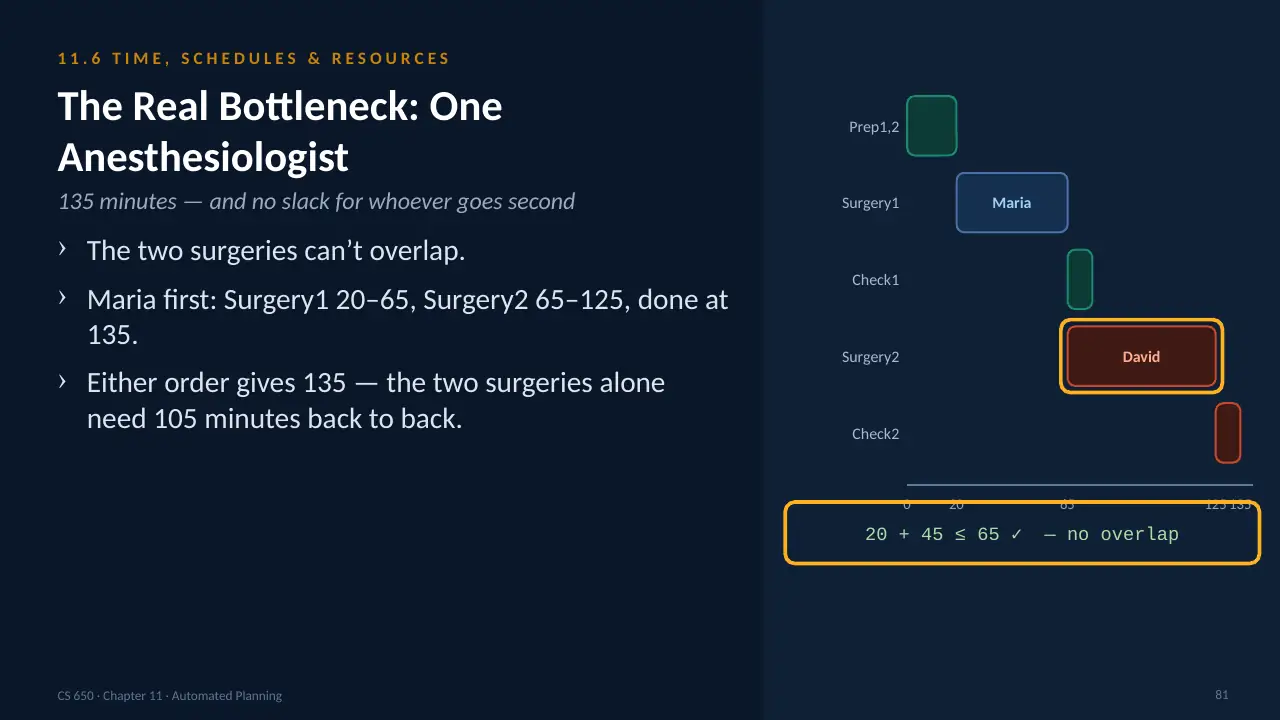 11.6 TIME, SCHEDULES & RESOURCES
The Real Bottleneck: One
Anesthesiologist
135 minutes — and no slack for whoever goes second
› The two surgeries can’t overlap.
› Maria first: Surgery1 20–65, Surgery2 65–125, done at
135.
› Either order gives 135 — the two surgeries alone
need 105 minutes back to back.
Prep1,2
Surgery1
Maria
Check1
Surgery2
David
Check2
0 20 65 125 135
20 + 45 ≤ 65 ✓ — no overlap
CS 650 · Chapter 11 · Automated Planning
81